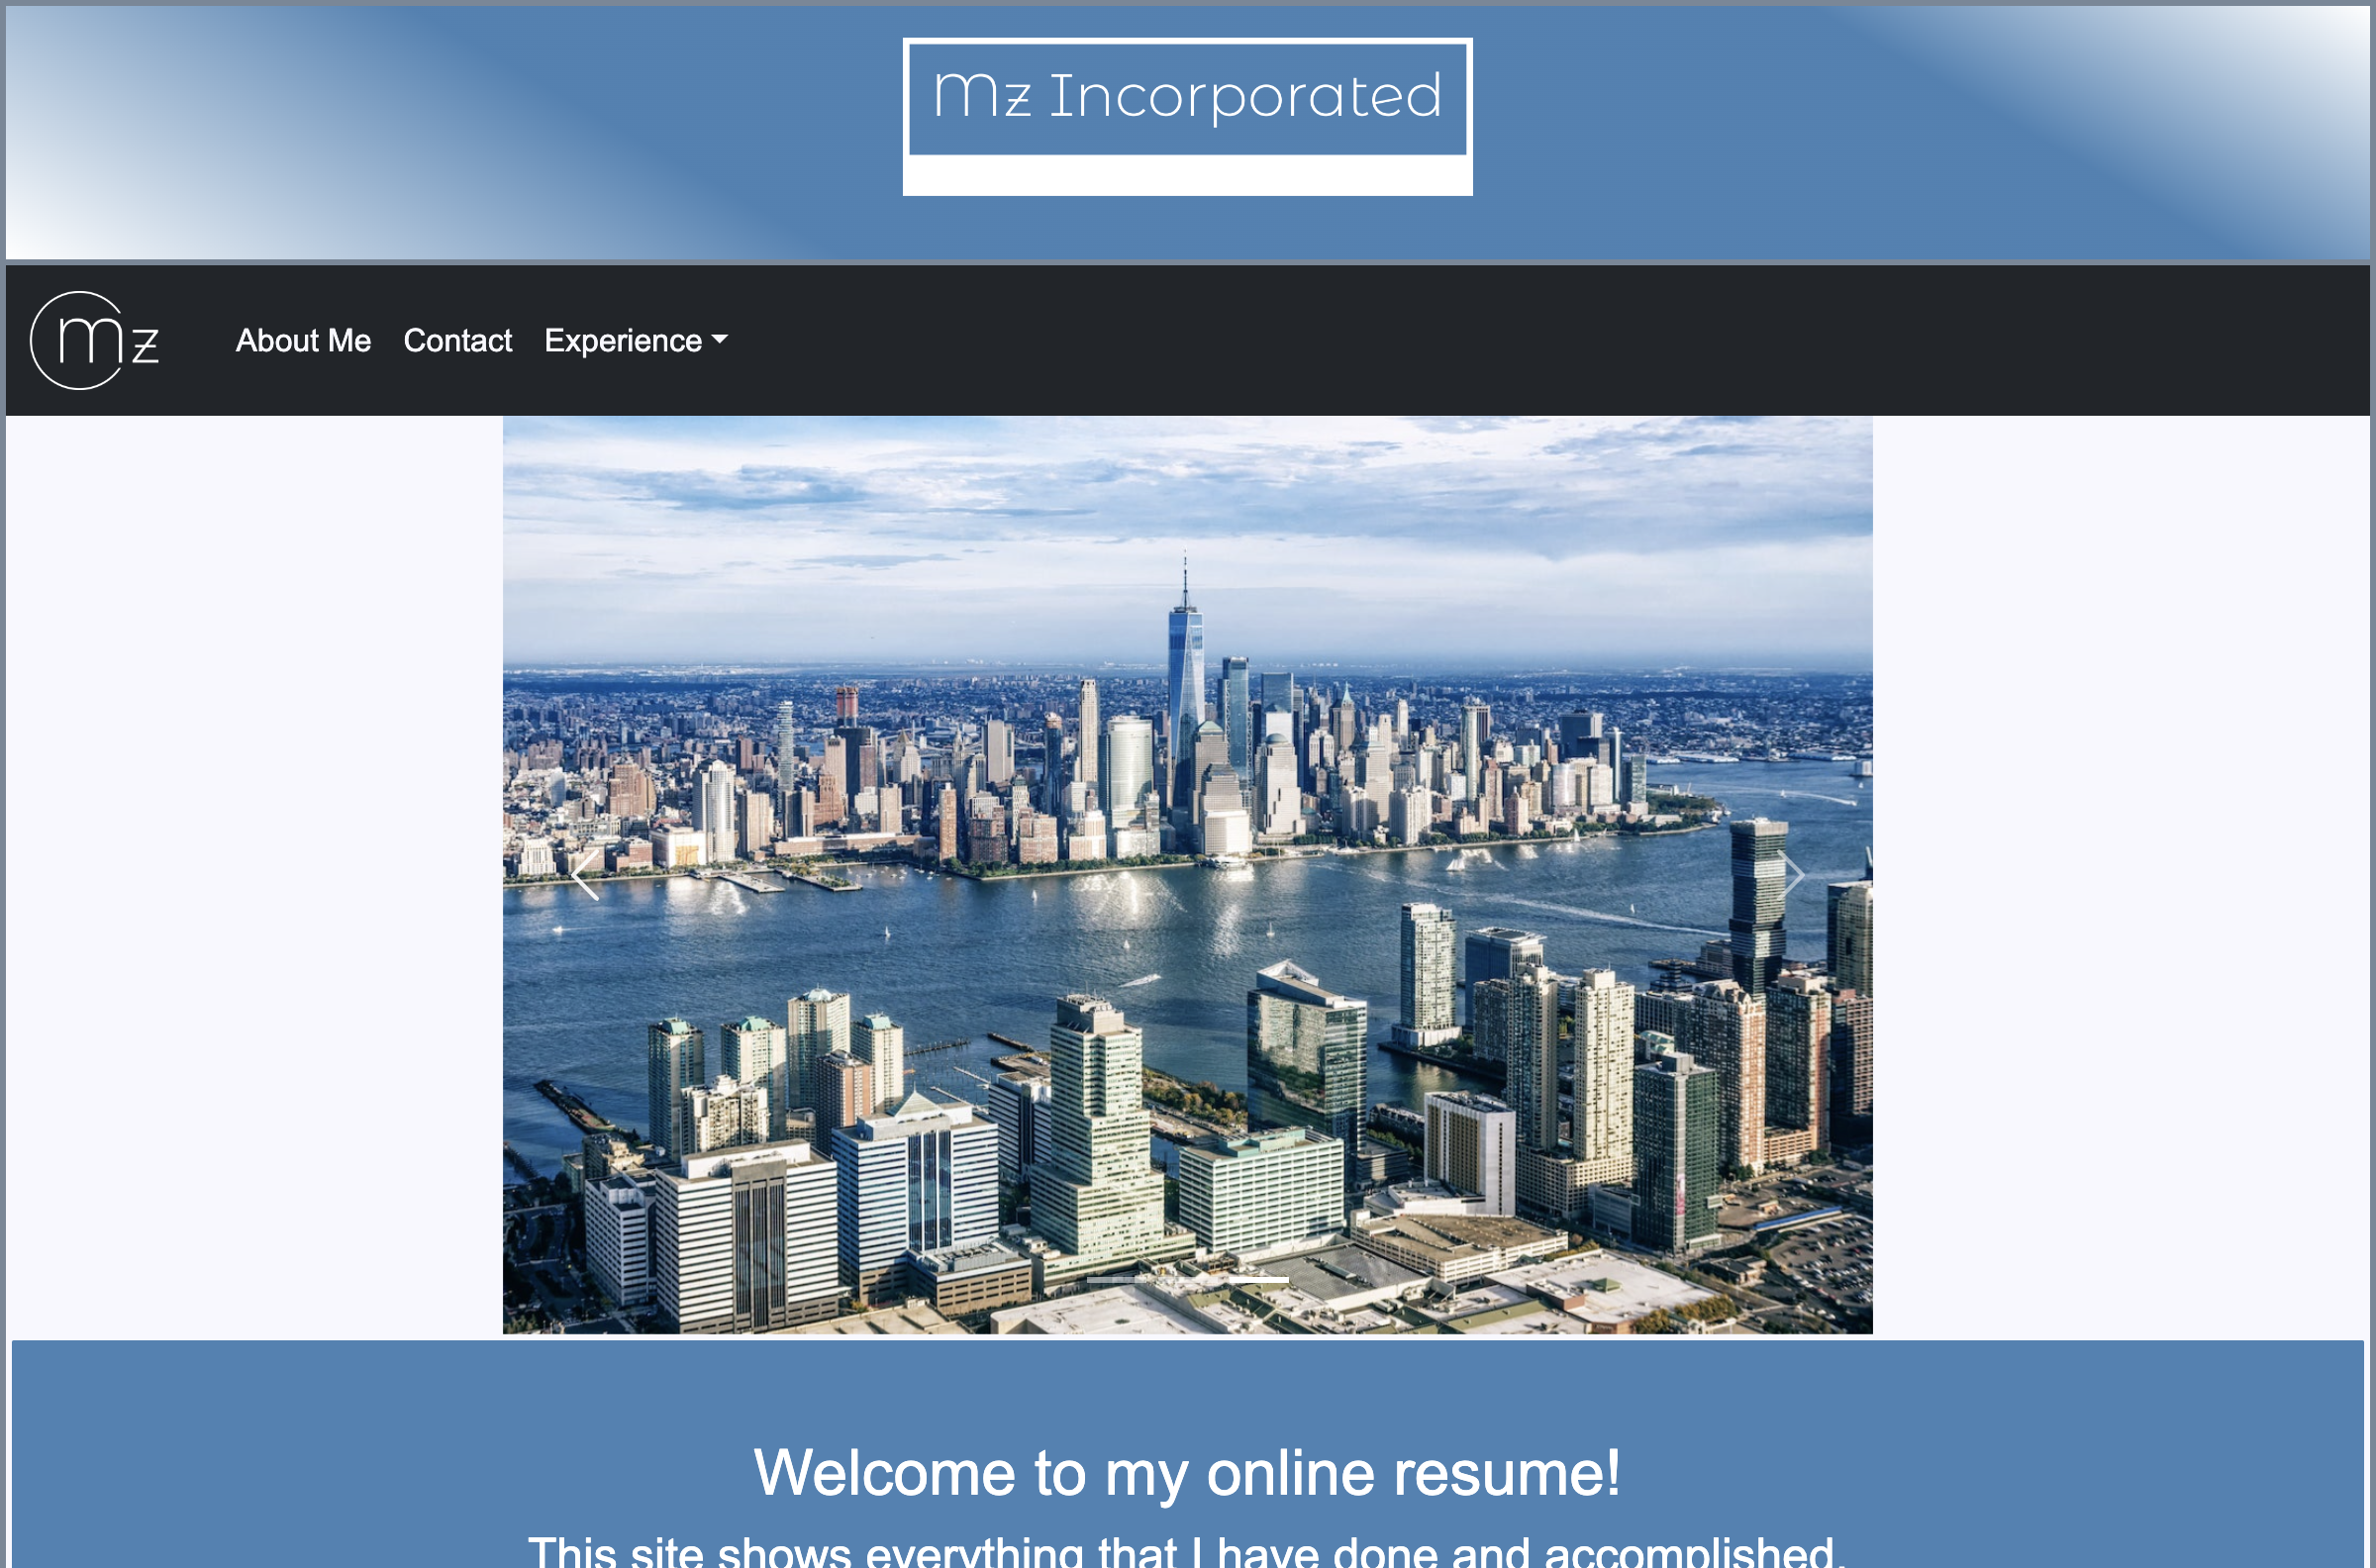 Mz Incorporated
Mz About Me Contact Experience
Welcome to my online resume!
This site shows everything that I have done and accomplished.